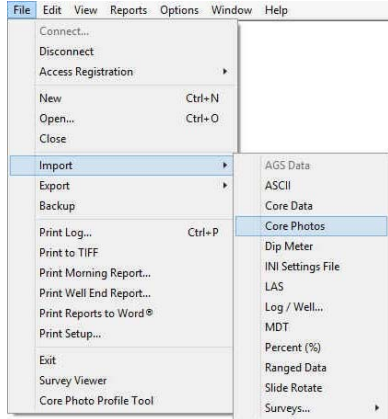 File Edit View Reports Options Window Help
Connect...
Disconnect
Access Registration
New Ctrl+N
Open... Ctrl+O
Close
Import
Export
Backup
Print Log... Ctrl+P
Print to TIFF
Print Morning Report...
Print Well End Report...
Print Reports to Word®
Print Setup...
Exit
Survey Viewer
Core Photo Profile Tool
AGS Data
ASCII
Core Data
Core Photos
Dip Meter
INI Settings File
LAS
Log / Well...
MDT
Percent (%)
Ranged Data
Slide Rotate
Surveys...